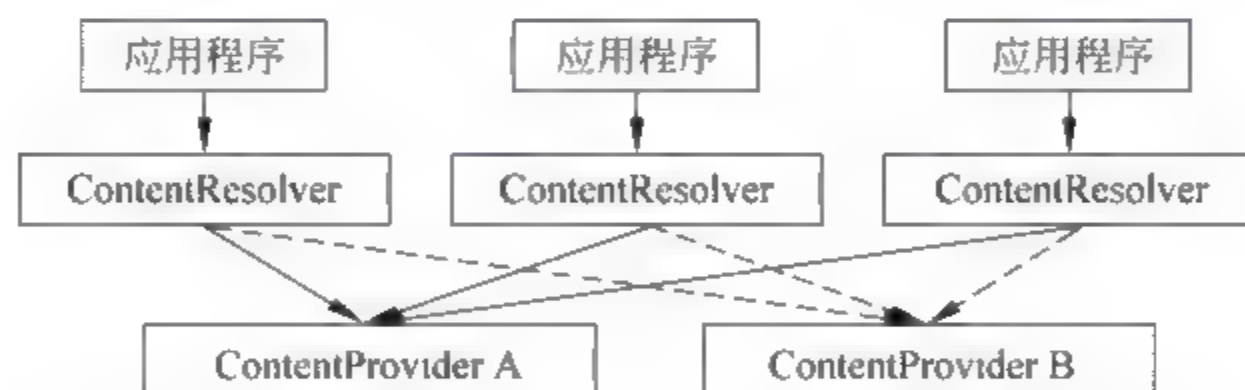 应用程序 应用程序 应用程序
ContentResolver ContentResolver ContentResolver
ContentProvider A ContentProvider B